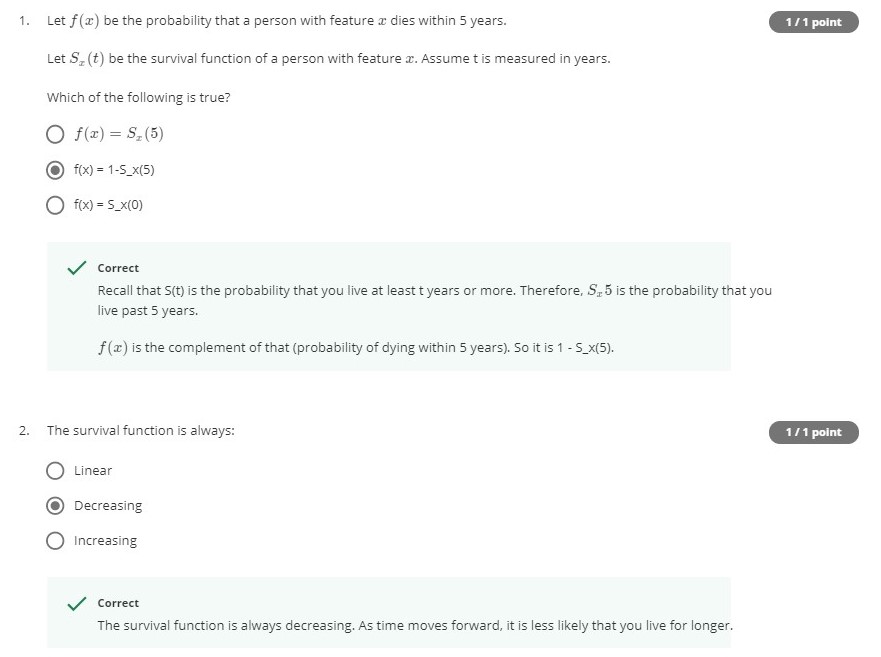 1. Let f(x) be the probability that a person with feature x dies within 5 years.
1 / 1 point
Let Sₓ(t) be the survival function of a person with feature x. Assume t is measured in years.
Which of the following is true?
f(x) = Sₓ(5)
f(x) = 1-S_x(5)
f(x) = S_x(0)
Correct
Recall that S(t) is the probability that you live at least t years or more. Therefore, Sₓ5 is the probability that you
live past 5 years.
f(x) is the complement of that (probability of dying within 5 years). So it is 1 - S_x(5).
2. The survival function is always:
1 / 1 point
Linear
Decreasing
Increasing
Correct
The survival function is always decreasing. As time moves forward, it is less likely that you live for longer.